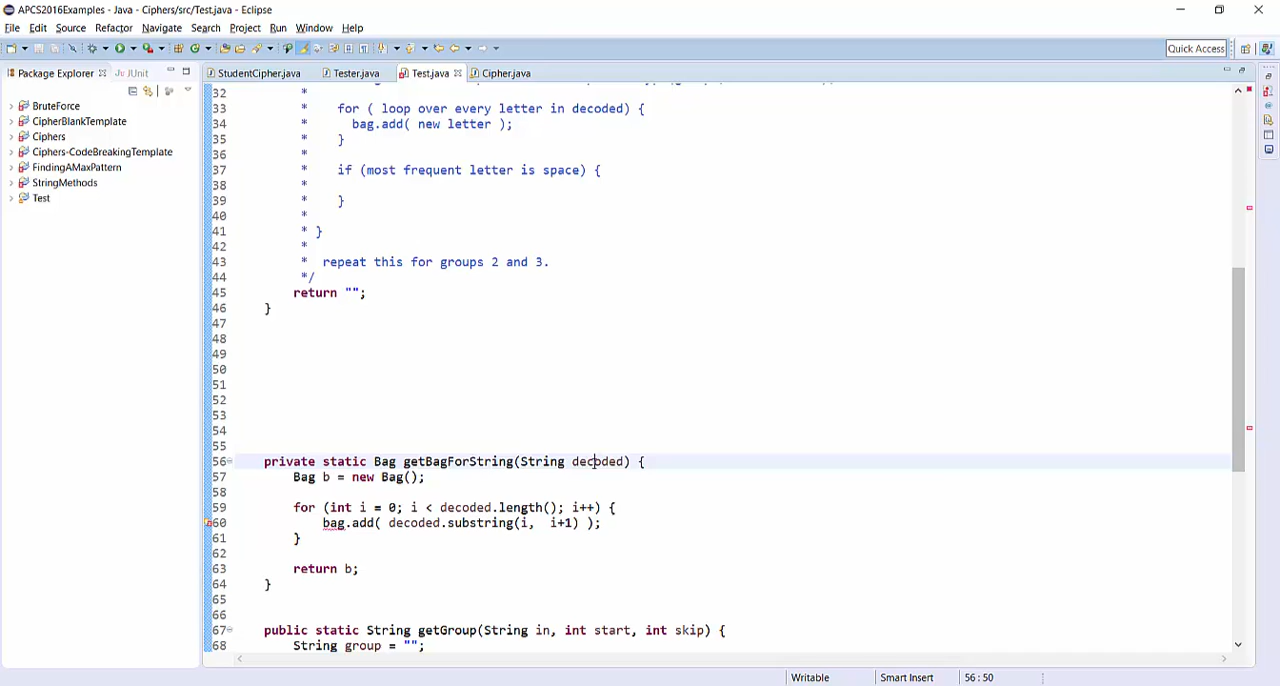 APCS2016Examples - Java - Ciphers/src/Test.java - Eclipse
File Edit Source Refactor Navigate Search Project Run Window Help
Quick Access
Package Explorer JUnit
StudentCipher.java Tester.java Test.java Cipher.java
BruteForce
CipherBlankTemplate
Ciphers
Ciphers-CodeBreakingTemplate
FindingAMaxPattern
StringMethods
Test
32 *
33 * for ( loop over every letter in decoded) {
34 * bag.add( new letter );
35 * }
36 *
37 * if (most frequent letter is space) {
38 *
39 * }
40 *
41 * }
42 *
43 * repeat this for groups 2 and 3.
44 */
45 return "";
46 }
47
48
49
50
51
52
53
54
55
56 private static Bag getBagForString(String decoded) {
57 Bag b = new Bag();
58
59 for (int i = 0; i < decoded.length(); i++) {
60 bag.add( decoded.substring(i, i+1) );
61 }
62
63 return b;
64 }
65
66
67 public static String getGroup(String in, int start, int skip) {
68 String group = "";
Writable Smart Insert 56 : 50